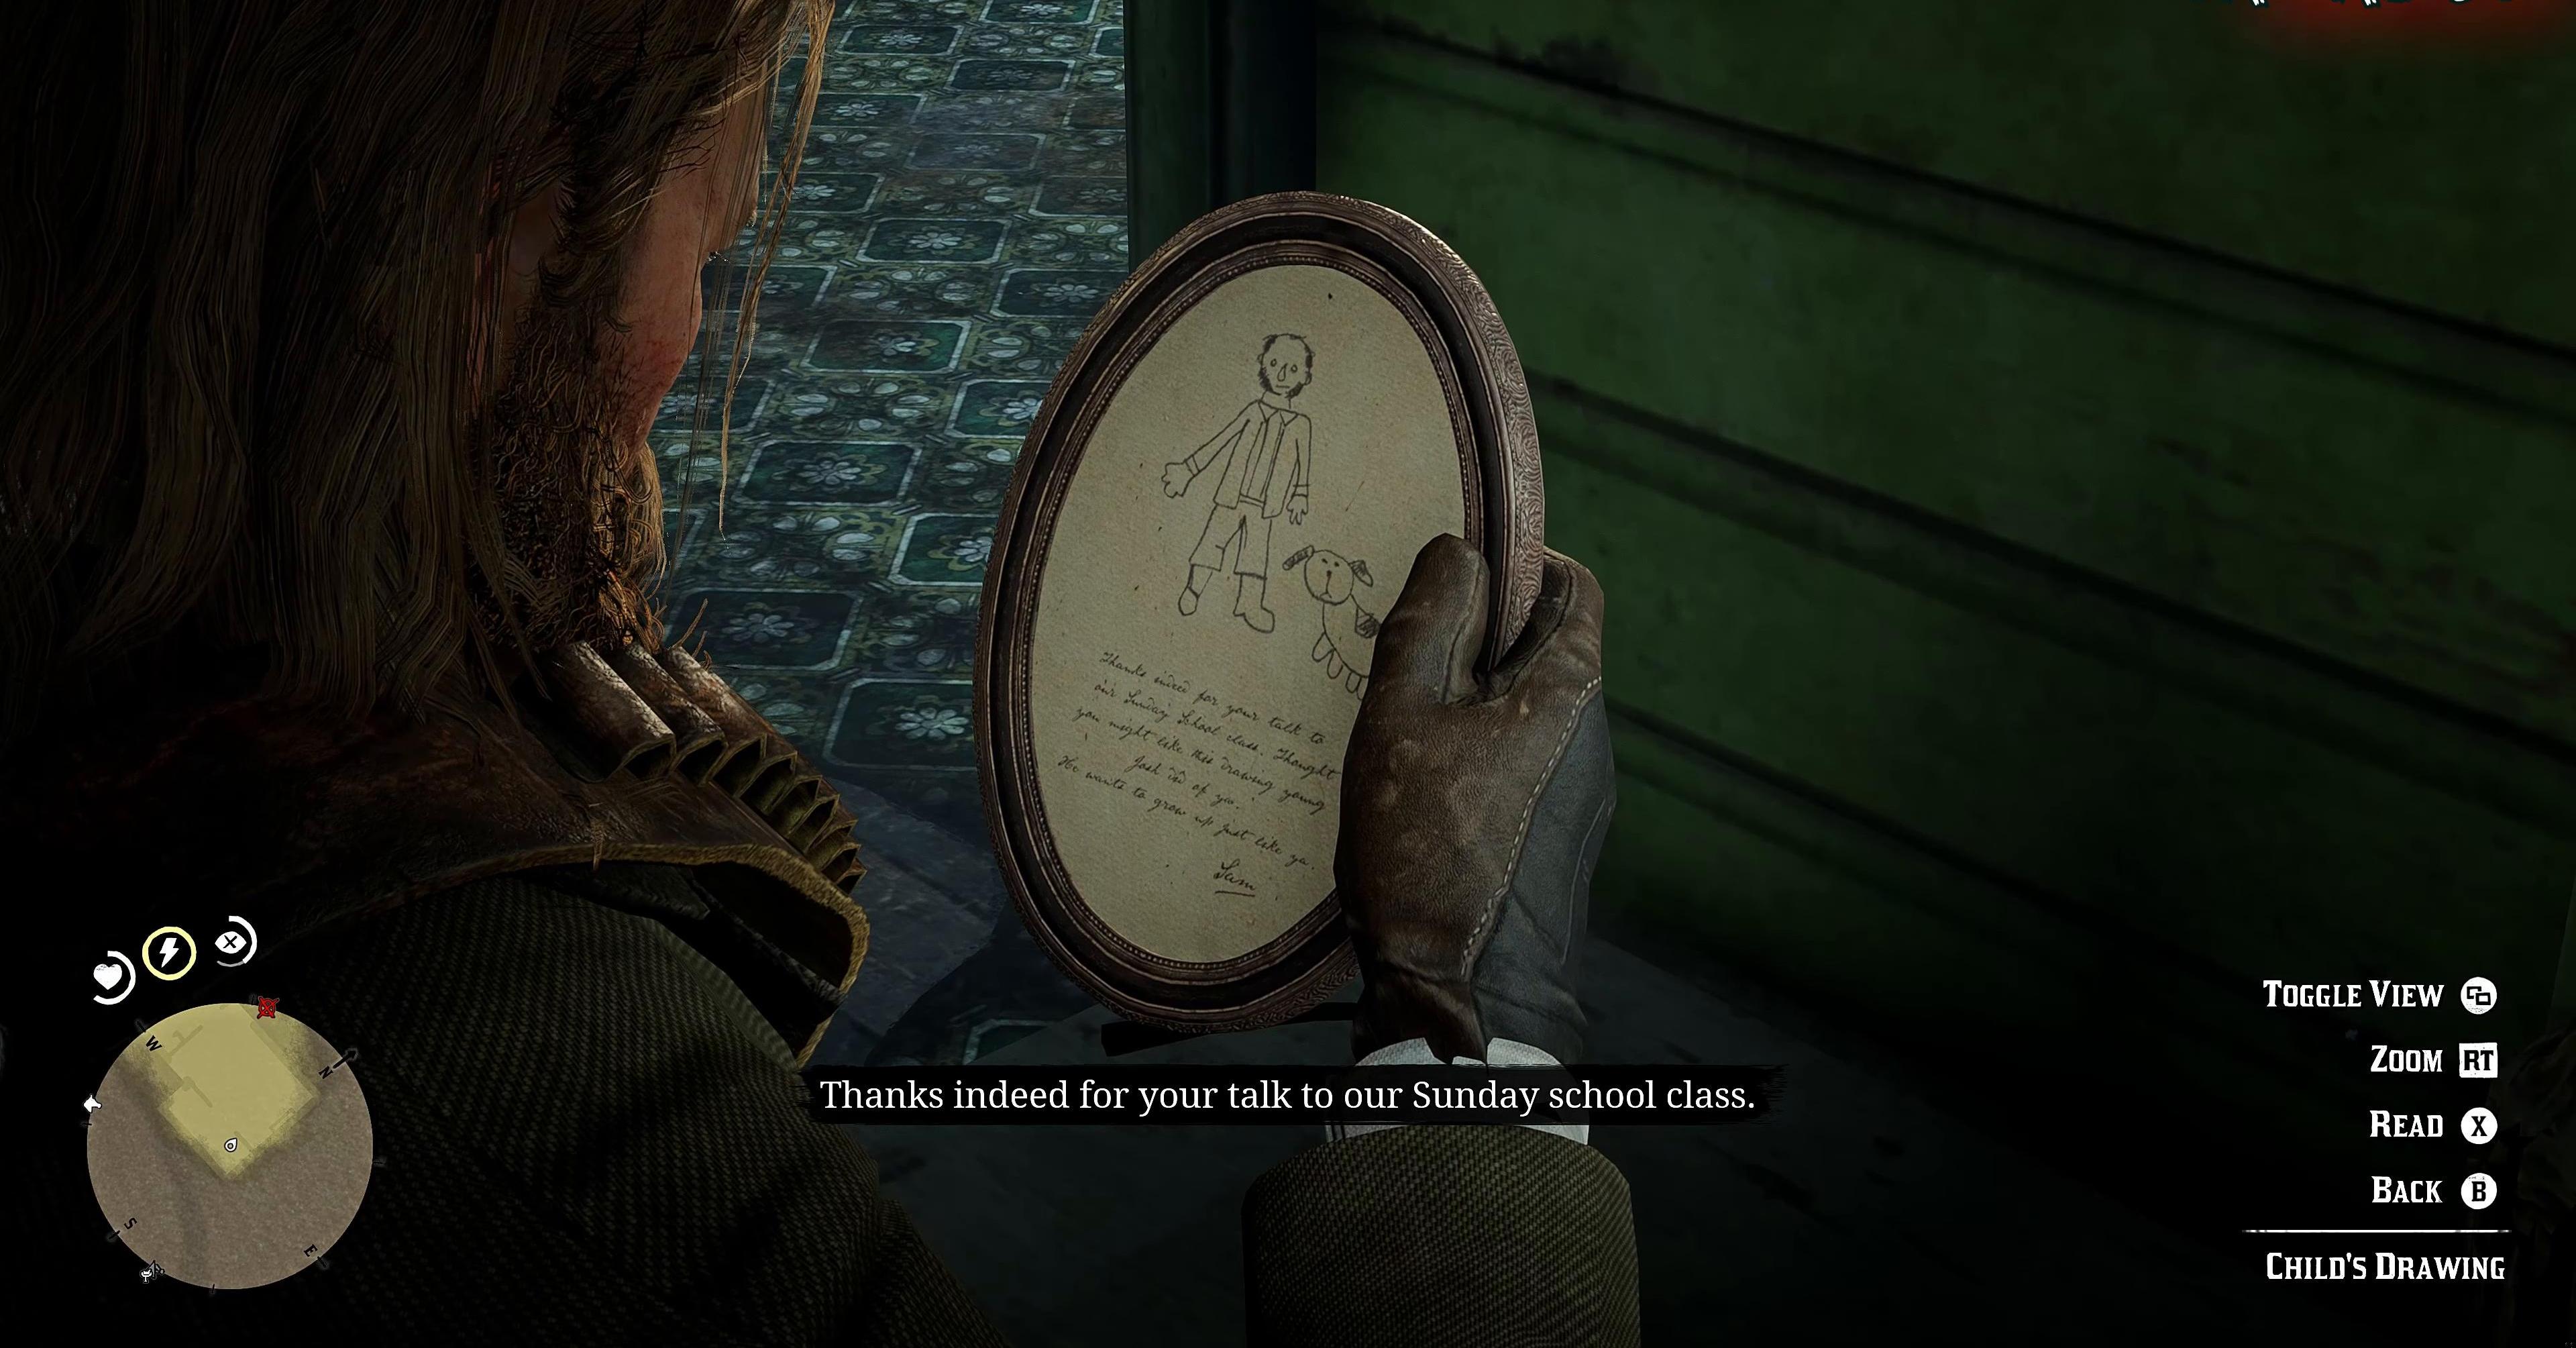 Thanks indeed for your talk to
our Sunday School class. Thought
you might like this drawing young
Josh did of ya.
He wants to grow up just like ya.
Sam
W
N
S
E
Thanks indeed for your talk to our Sunday school class.
TOGGLE VIEW
ZOOM RT
READ X
BACK B
CHILD'S DRAWING